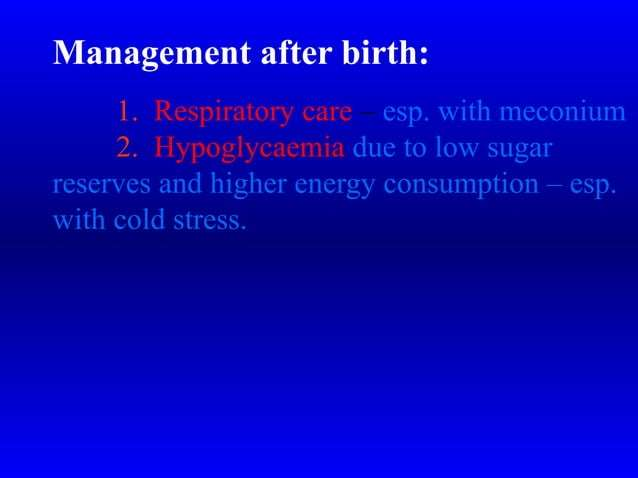 Management after birth:
1. Respiratory care – esp. with meconium
2. Hypoglycaemia due to low sugar
reserves and higher energy consumption – esp.
with cold stress.